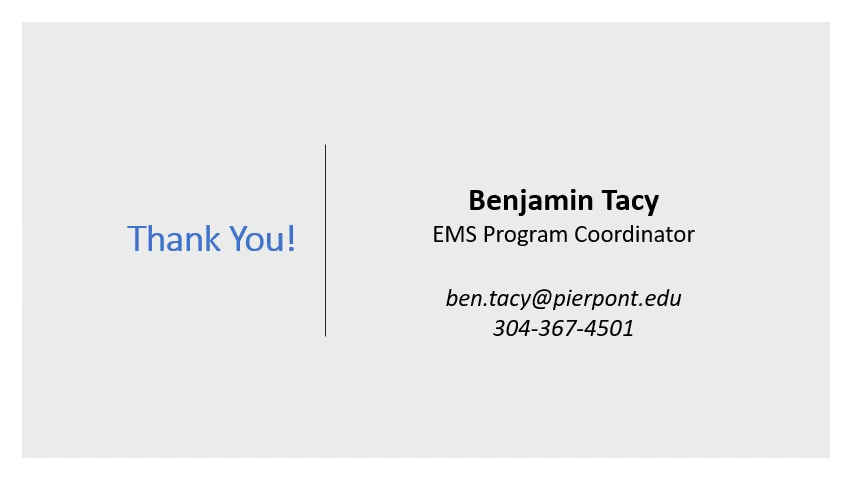 Thank You!
Benjamin Tacy
EMS Program Coordinator
ben.tacy@pierpont.edu
304-367-4501